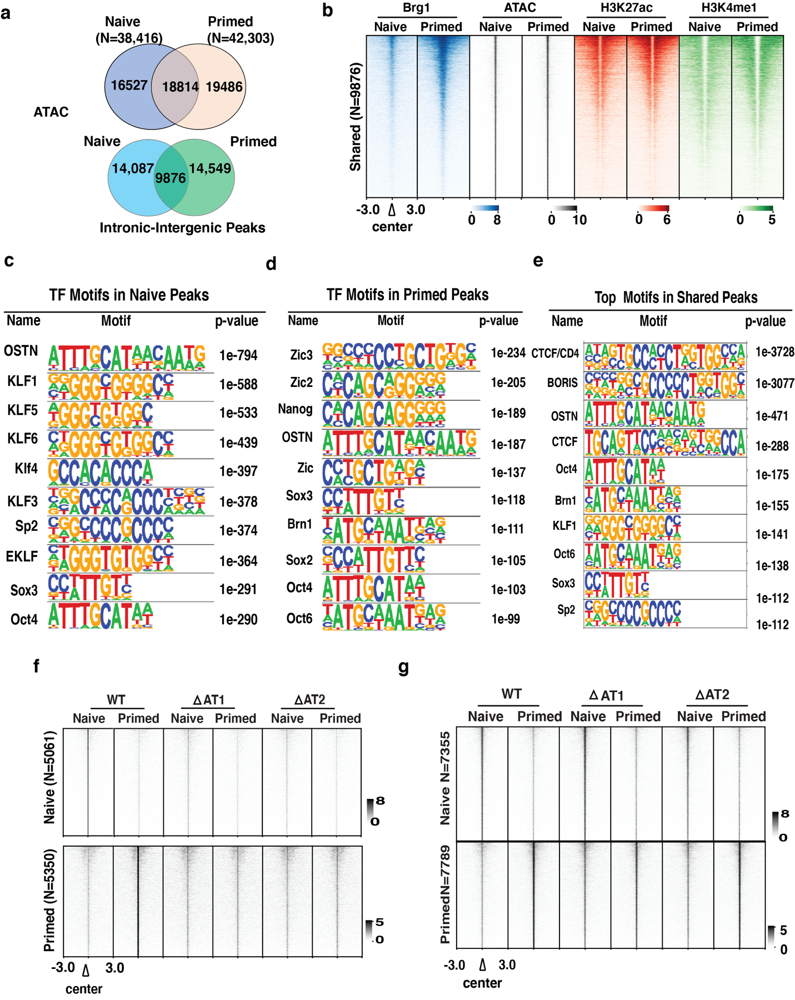 a
Naive
(N=38,416)
Primed
(N=42,303)
16527
18814
19486
ATAC
Naive
Primed
14,087
9876
14,549
Intronic-Intergenic Peaks
b
Brg1
ATAC
H3K27ac
H3K4me1
Naive Primed Naive Primed Naive Primed Naive Primed
Shared (N=9876)
-3.0 Δ 3.0
center
0 8
0 10
0 6
0 5
c
TF Motifs in Naive Peaks
Name Motif p-value
OSTN 1e-794
KLF1 1e-588
KLF5 1e-533
KLF6 1e-439
Klf4 1e-397
KLF3 1e-378
Sp2 1e-374
EKLF 1e-364
Sox3 1e-291
Oct4 1e-290
d
TF Motifs in Primed Peaks
Name Motif p-value
Zic3 1e-234
Zic2 1e-205
Nanog 1e-189
OSTN 1e-187
Zic 1e-137
Sox3 1e-118
Brn1 1e-111
Sox2 1e-105
Oct4 1e-103
Oct6 1e-99
e
Top Motifs in Shared Peaks
Name Motif p-value
CTCF/CD4 1e-3728
BORIS 1e-3077
OSTN 1e-471
CTCF 1e-288
Oct4 1e-175
Brn1 1e-155
KLF1 1e-141
Oct6 1e-138
Sox3 1e-112
Sp2 1e-112
f
WT
Δ AT1
ΔAT2
Naive Primed Naive Primed Naive Primed
Naive (N=5061)
8
0
Primed (N=5350)
5
0
-3.0 Δ 3.0
center
g
WT
Δ AT1
ΔAT2
Naive Primed Naive Primed Naive Primed
Naive N=7355
8
0
PrimedN=7789
5
0
-3.0 Δ 3.0
center